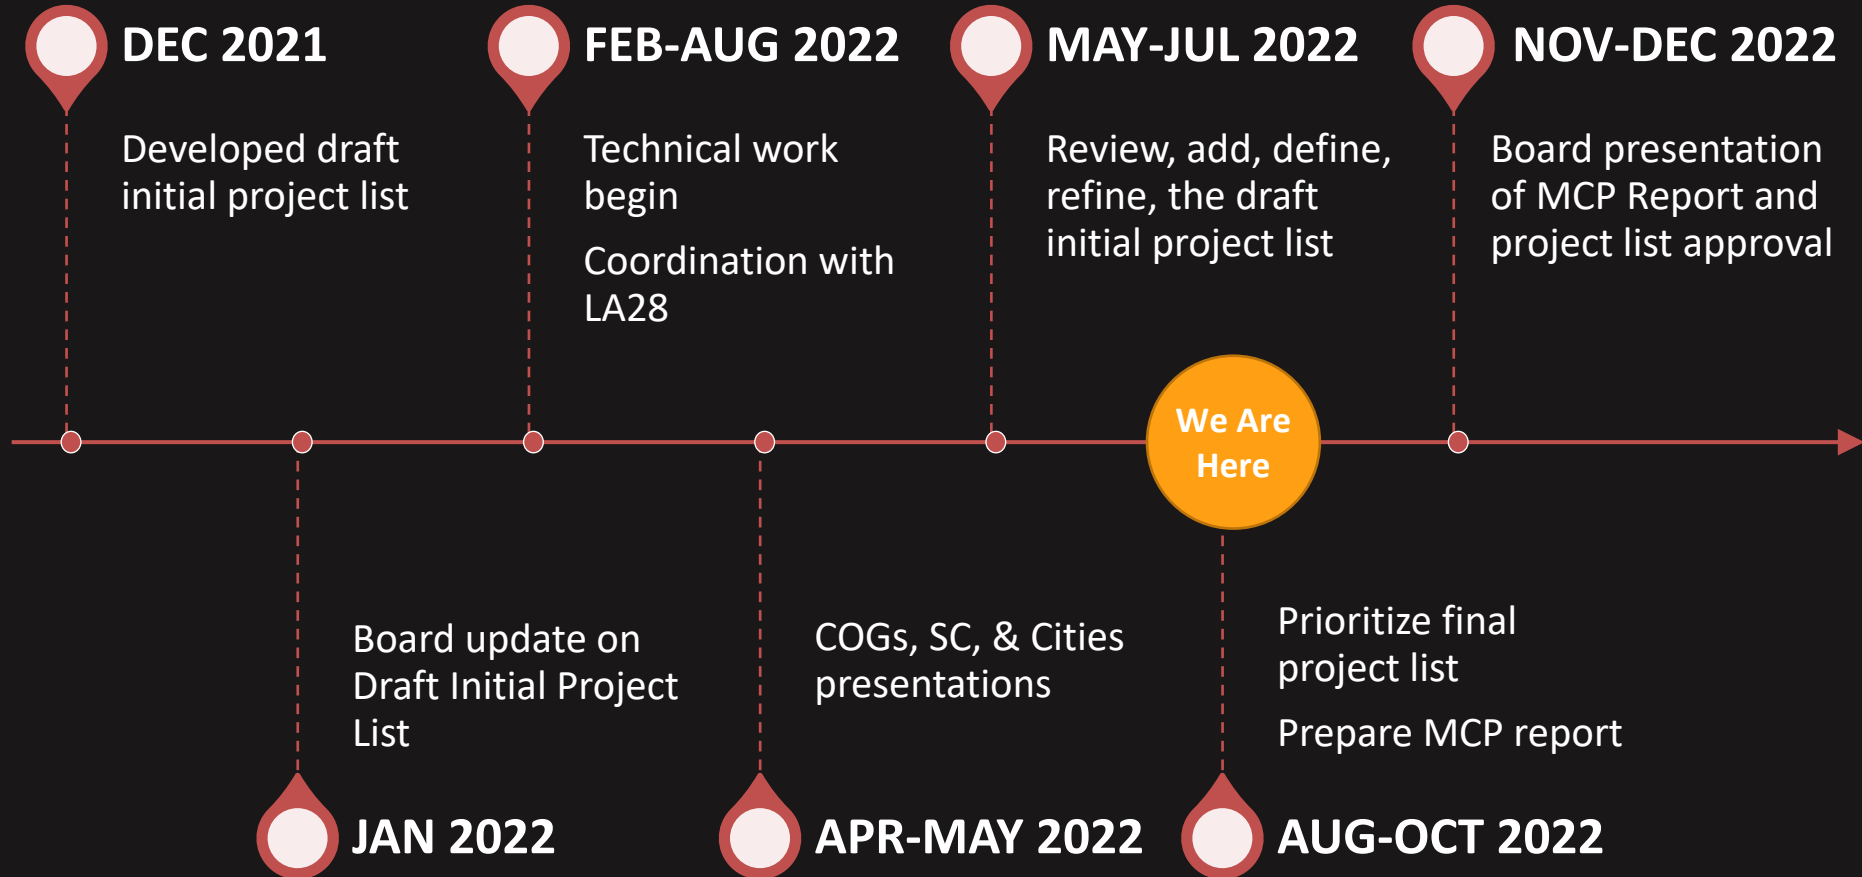 DEC 2021
Developed draft
initial project list
FEB-AUG 2022
Technical work
begin
Coordination with
LA28
MAY-JUL 2022
Review, add, define,
refine, the draft
initial project list
NOV-DEC 2022
Board presentation
of MCP Report and
project list approval
We Are
Here
Board update on
Draft Initial Project
List
JAN 2022
COGs, SC, & Cities
presentations
APR-MAY 2022
Prioritize final
project list
Prepare MCP report
AUG-OCT 2022